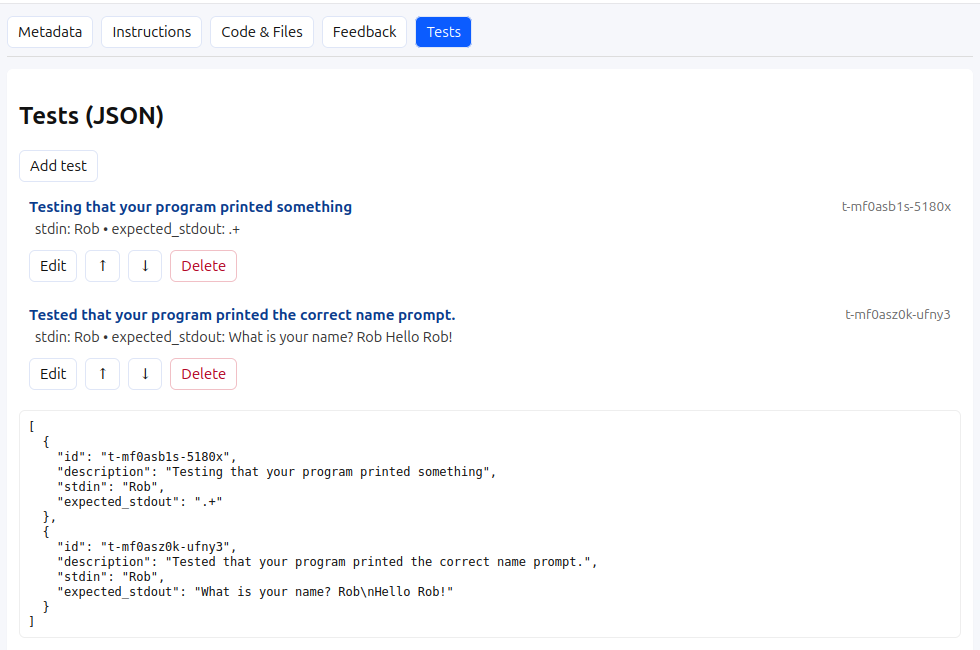 Metadata Instructions Code & Files Feedback Tests
Tests (JSON)
Add test
Testing that your program printed something t-mf0asb1s-5180x
stdin: Rob • expected_stdout: .+
Edit ↑ ↓ Delete
Tested that your program printed the correct name prompt. t-mf0asz0k-ufny3
stdin: Rob • expected_stdout: What is your name? Rob Hello Rob!
Edit ↑ ↓ Delete
[
  {
    "id": "t-mf0asb1s-5180x",
    "description": "Testing that your program printed something",
    "stdin": "Rob",
    "expected_stdout": ".+"
  },
  {
    "id": "t-mf0asz0k-ufny3",
    "description": "Tested that your program printed the correct name prompt.",
    "stdin": "Rob",
    "expected_stdout": "What is your name? Rob\nHello Rob!"
  }
]